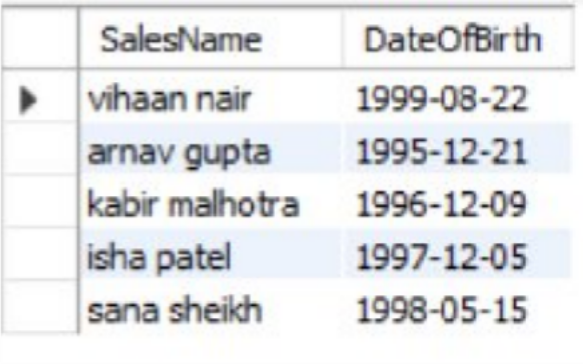 SalesName DateOfBirth
vihaan nair 1999-08-22
arnav gupta 1995-12-21
kabir malhotra 1996-12-09
isha patel 1997-12-05
sana sheikh 1998-05-15